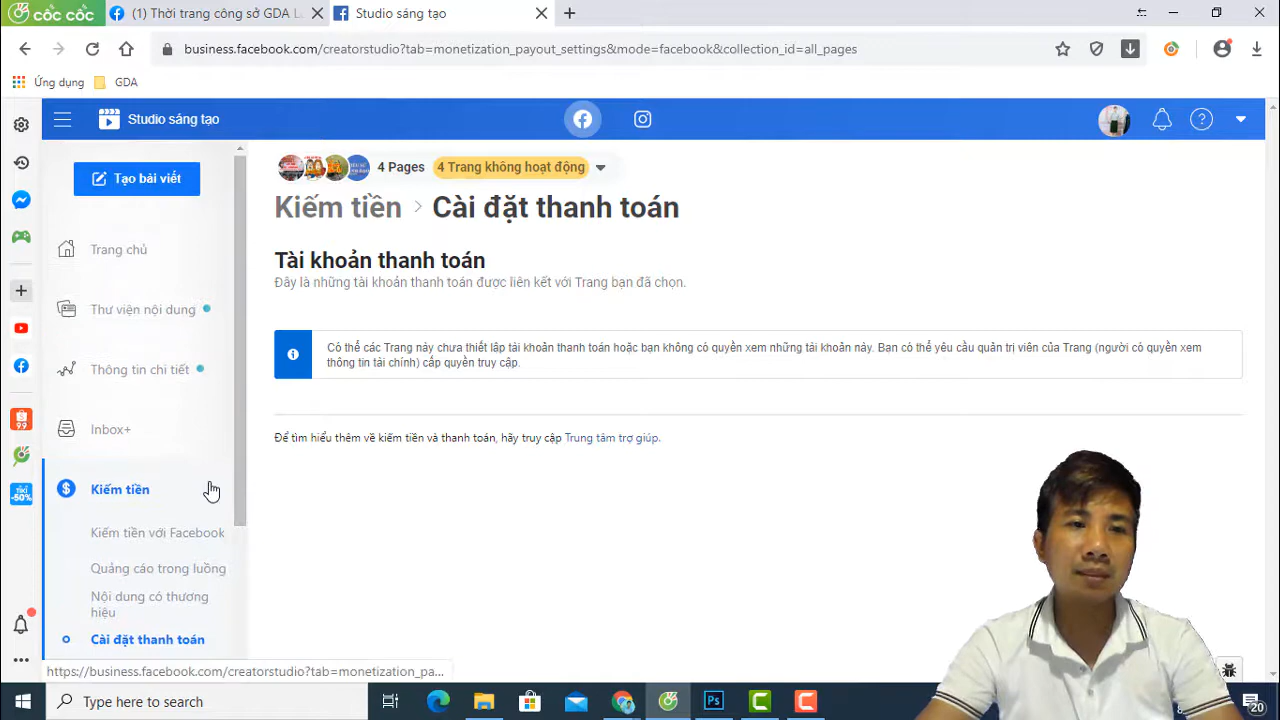 cốc cốc
(1) Thời trang công sở GDA L
Studio sáng tạo
business.facebook.com/creatorstudio?tab=monetization_payout_settings&mode=facebook&collection_id=all_pages
Ứng dụng
GDA
Studio sáng tạo
Tạo bài viết
4 Pages
4 Trang không hoạt động
Kiếm tiền > Cài đặt thanh toán
Trang chủ
Thư viện nội dung
Thông tin chi tiết
Inbox+
Kiếm tiền
Kiếm tiền với Facebook
Quảng cáo trong luồng
Nội dung có thương
hiệu
Cài đặt thanh toán
Tài khoản thanh toán
Đây là những tài khoản thanh toán được liên kết với Trang bạn đã chọn.
Có thể các Trang này chưa thiết lập tài khoản thanh toán hoặc bạn không có quyền xem những tài khoản này. Bạn có thể yêu cầu quản trị viên của Trang (người có quyền xem
thông tin tài chính) cấp quyền truy cập.
Để tìm hiểu thêm về kiếm tiền và thanh toán, hãy truy cập Trung tâm trợ giúp.
https://business.facebook.com/creatorstudio?tab=monetization_pa...
Type here to search
20